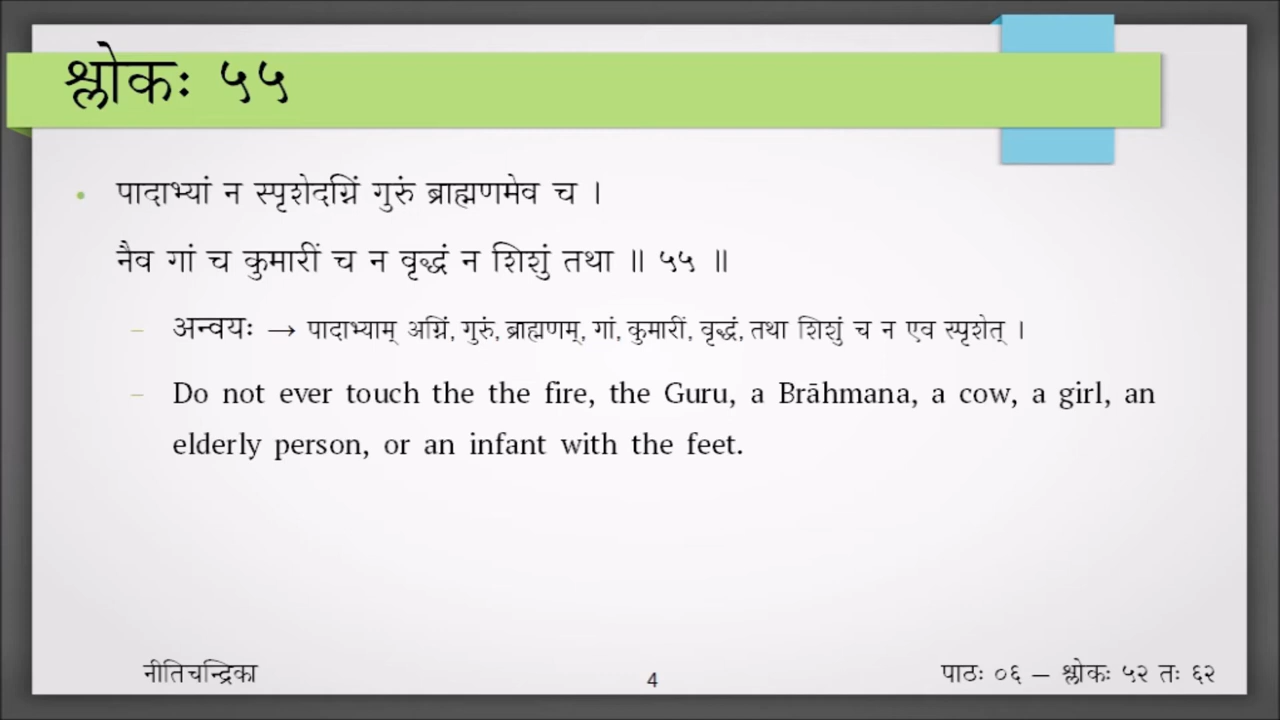 श्लोकः ५५
पादाभ्यां न स्पृशेदग्निं गुरुं ब्राह्मणमेव च ।
नैव गां च कुमारीं च न वृद्धं न शिशुं तथा ॥ ५५ ॥
अन्वयः → पादाभ्याम् अग्निं, गुरुं, ब्राह्मणम्, गां, कुमारीं, वृद्धं, तथा शिशुं च न एव स्पृशेत् ।
Do not ever touch the the fire, the Guru, a Brāhmana, a cow, a girl, an
elderly person, or an infant with the feet.
नीतिचन्द्रिका
4
पाठः ०६ – श्लोकः ५२ तः ६२